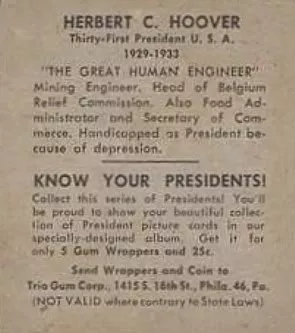 HERBERT C. HOOVER
Thirty-First President U. S. A.
1929-1933
"THE GREAT HUMAN ENGINEER"
Mining Engineer. Head of Belgium
Relief Commission. Also Food Ad-
ministrator and Secretary of Com-
merce. Handicapped as President be-
cause of depression.
KNOW YOUR PRESIDENTS!
Collect this series of Presidents! You'll
be proud to show your beautiful collec-
tion of President picture cards in our
specially-designed album. Get it for
only 5 Gum Wrappers and 25c.
Send Wrappers and Coin to
Trio Gum Corp., 1415 S. 16th St., Phila. 46, Pa.
(NOT VALID where contrary to State Laws)